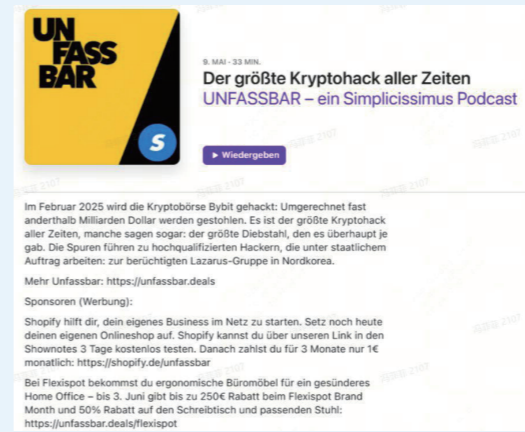 UN
FASS
BAR
S
9. MAI · 33 MIN.
Der größte Kryptohack aller Zeiten
UNFASSBAR – ein Simplicissimus Podcast
▶ Wiedergeben
Im Februar 2025 wird die Kryptobörse Bybit gehackt: Umgerechnet fast
anderthalb Milliarden Dollar werden gestohlen. Es ist der größte Kryptohack
aller Zeiten, manche sagen sogar: der größte Diebstahl, den es überhaupt je
gab. Die Spuren führen zu hochqualifizierten Hackern, die unter staatlichem
Auftrag arbeiten: zur berüchtigten Lazarus-Gruppe in Nordkorea.
Mehr Unfassbar: https://unfassbar.deals
Sponsoren (Werbung):
Shopify hilft dir, dein eigenes Business im Netz zu starten. Setz noch heute
deinen eigenen Onlineshop auf. Shopify kannst du über unseren Link in den
Shownotes 3 Tage kostenlos testen. Danach zahlst du für 3 Monate nur 1€
monatlich: https://shopify.de/unfassbar
Bei Flexispot bekommst du ergonomische Büromöbel für ein gesünderes
Home Office – bis 3. Juni gibt bis zu 250€ Rabatt beim Flexispot Brand
Month und 50% Rabatt auf den Schreibtisch und passenden Stuhl:
https://unfassbar.deals/flexispot